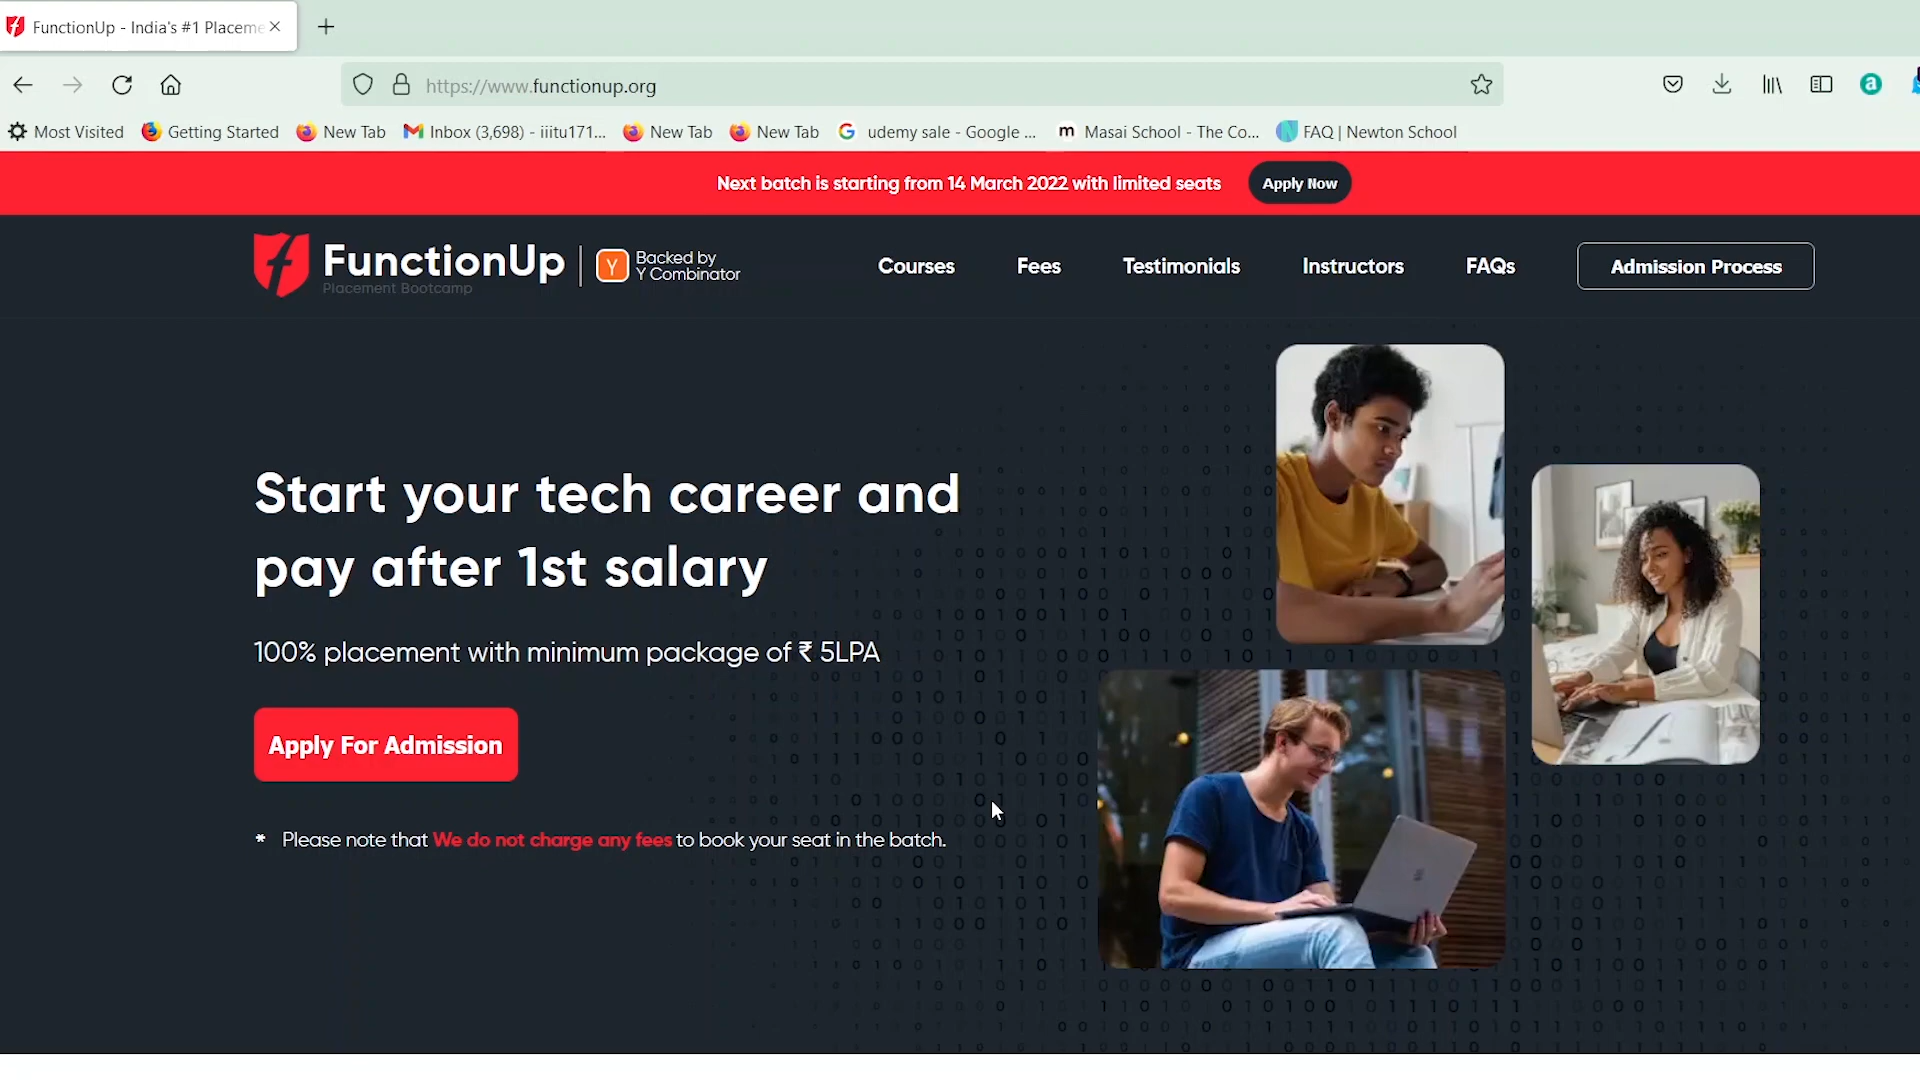 FunctionUp - India's #1 Placeme
https://www.functionup.org
Most Visited
Getting Started
New Tab
Inbox (3,698) - iiitu171...
New Tab
New Tab
udemy sale - Google ...
Masai School - The Co...
FAQ | Newton School
Next batch is starting from 14 March 2022 with limited seats
Apply Now
FunctionUp
Placement Bootcamp
Y
Backed by
Y Combinator
Courses
Fees
Testimonials
Instructors
FAQs
Admission Process
Start your tech career and
pay after 1st salary
100% placement with minimum package of ₹ 5LPA
Apply For Admission
* Please note that We do not charge any fees to book your seat in the batch.